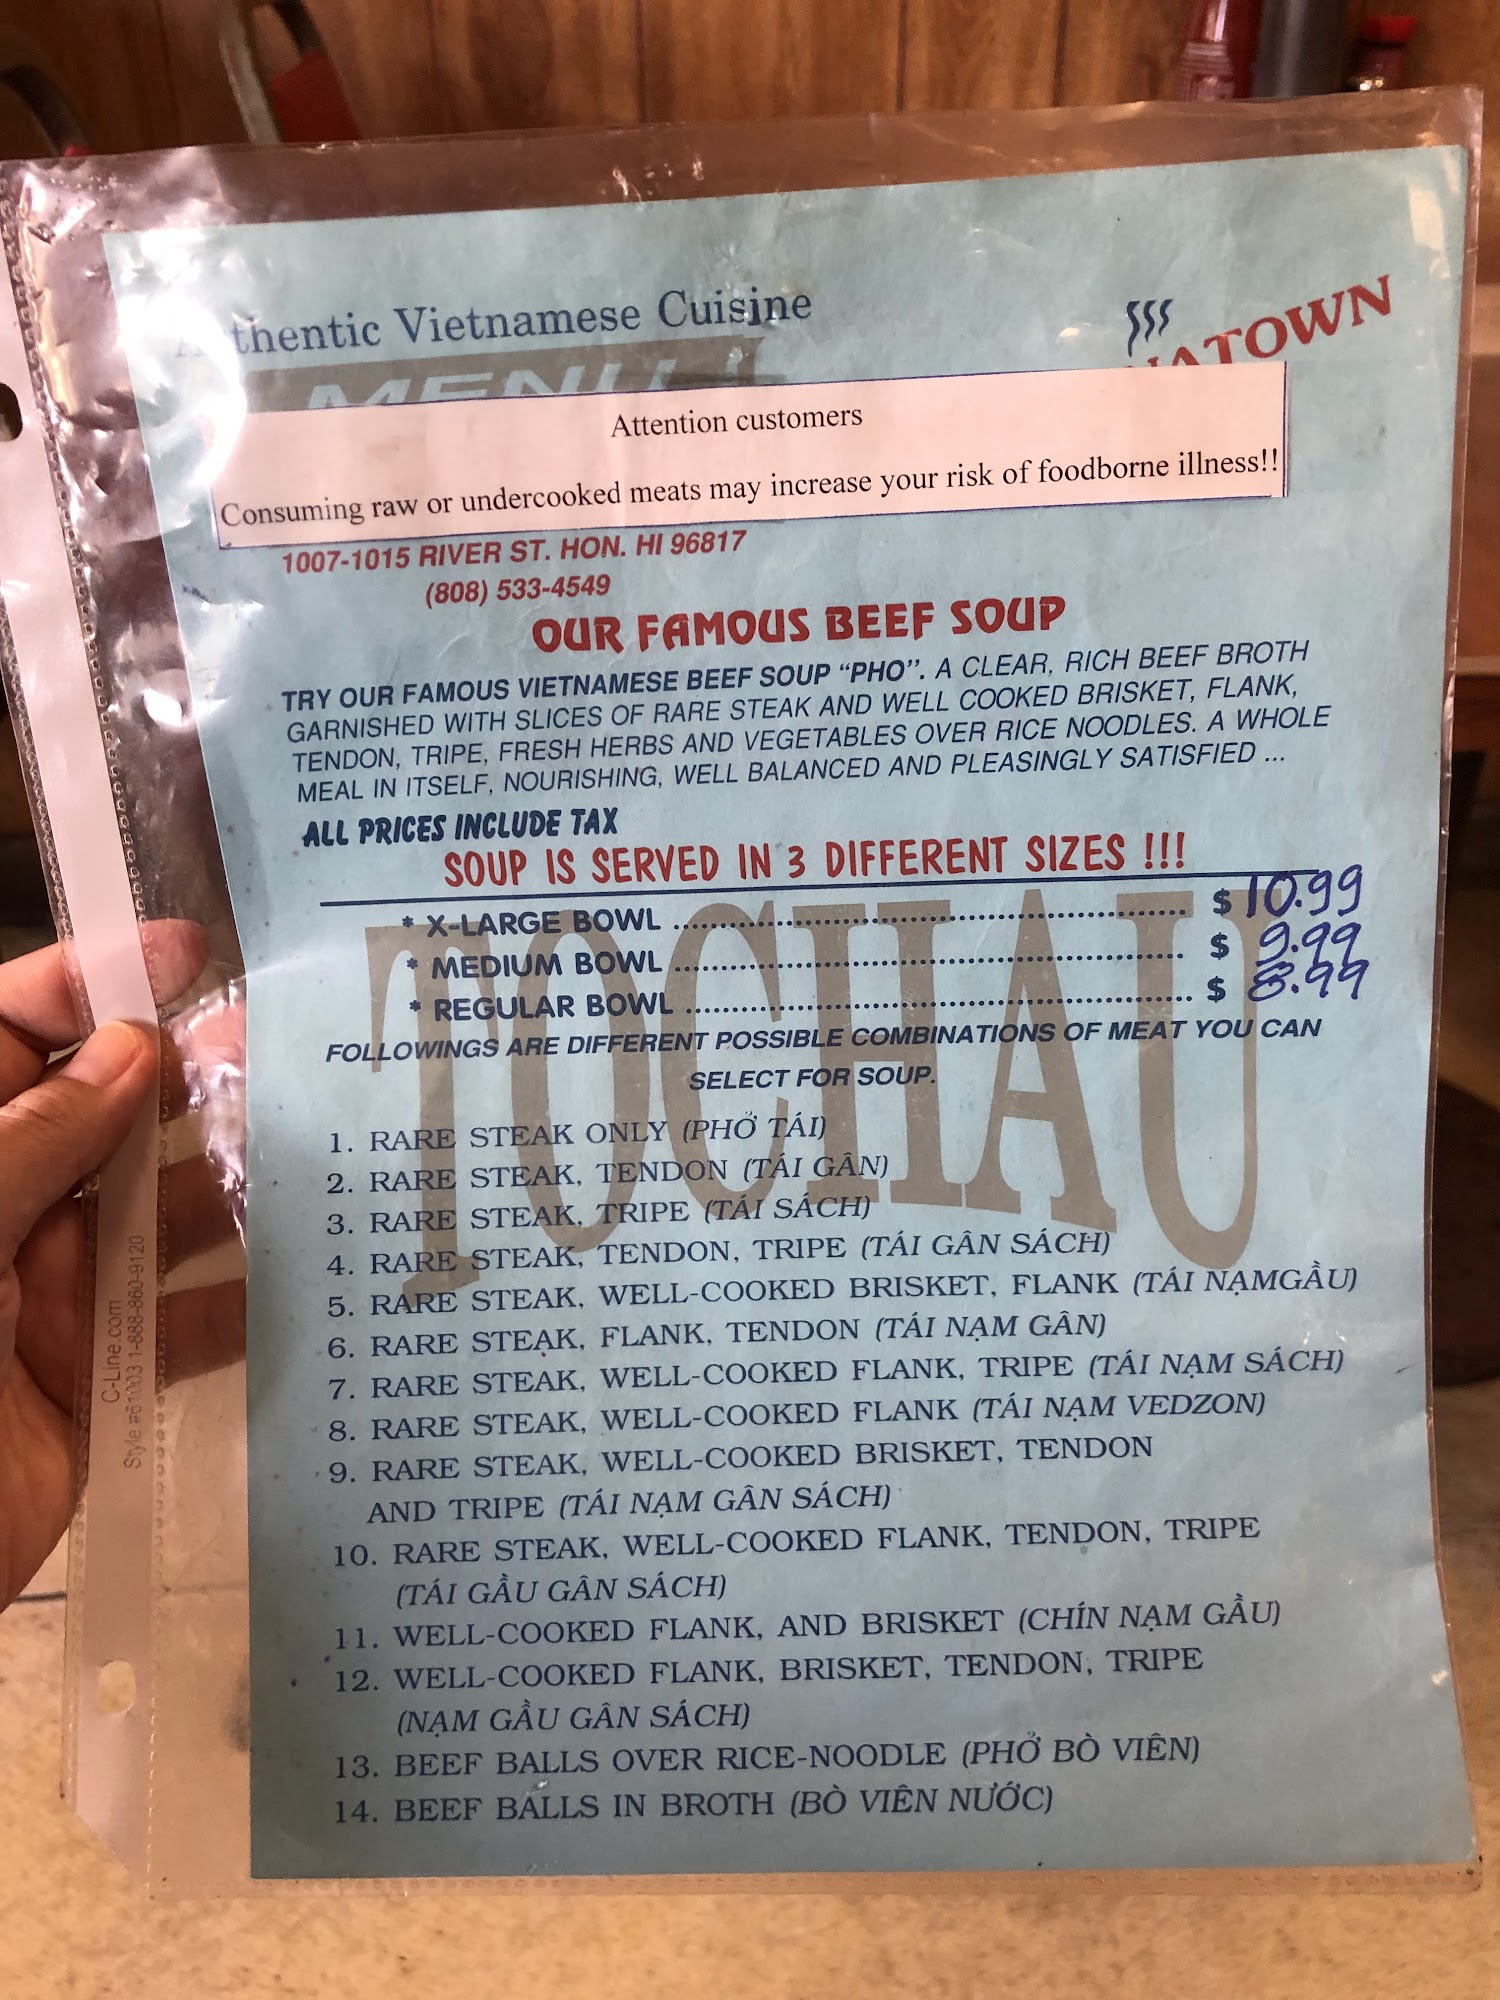 Authentic Vietnamese Cuisine
MENU
Attention customers
Consuming raw or undercooked meats may increase your risk of foodborne illness!!
1007-1015 RIVER ST. HON. HI 96817
(808) 533-4549
OUR FAMOUS BEEF SOUP
TRY OUR FAMOUS VIETNAMESE BEEF SOUP "PHO". A CLEAR, RICH BEEF BROTH
GARNISHED WITH SLICES OF RARE STEAK AND WELL COOKED BRISKET, FLANK,
TENDON, TRIPE, FRESH HERBS AND VEGETABLES OVER RICE NOODLES. A WHOLE
MEAL IN ITSELF, NOURISHING, WELL BALANCED AND PLEASINGLY SATISFIED ...
ALL PRICES INCLUDE TAX
SOUP IS SERVED IN 3 DIFFERENT SIZES !!!
* X-LARGE BOWL ........ $ 10.99
* MEDIUM BOWL ........ $ 9.99
* REGULAR BOWL ........ $ 8.99
FOLLOWINGS ARE DIFFERENT POSSIBLE COMBINATIONS OF MEAT YOU CAN
SELECT FOR SOUP.
TOCHAU
1. RARE STEAK ONLY (PHỞ TÁI)
2. RARE STEAK, TENDON (TÁI GÂN)
3. RARE STEAK, TRIPE (TÁI SÁCH)
4. RARE STEAK, TENDON, TRIPE (TÁI GÂN SÁCH)
5. RARE STEAK, WELL-COOKED BRISKET, FLANK (TÁI NẠMGẦU)
6. RARE STEAK, FLANK, TENDON (TÁI NẠM GÂN)
7. RARE STEAK, WELL-COOKED FLANK, TRIPE (TÁI NẠM SÁCH)
8. RARE STEAK, WELL-COOKED FLANK (TÁI NẠM VEDZON)
9. RARE STEAK, WELL-COOKED BRISKET, TENDON
AND TRIPE (TÁI NẠM GÂN SÁCH)
10. RARE STEAK, WELL-COOKED FLANK, TENDON, TRIPE
(TÁI GẦU GÂN SÁCH)
11. WELL-COOKED FLANK, AND BRISKET (CHÍN NẠM GẦU)
12. WELL-COOKED FLANK, BRISKET, TENDON, TRIPE
(NẠM GẦU GÂN SÁCH)
13. BEEF BALLS OVER RICE-NOODLE (PHỞ BÒ VIÊN)
14. BEEF BALLS IN BROTH (BÒ VIÊN NƯỚC)
C-Line.com
Style #61003 1-888-860-9120